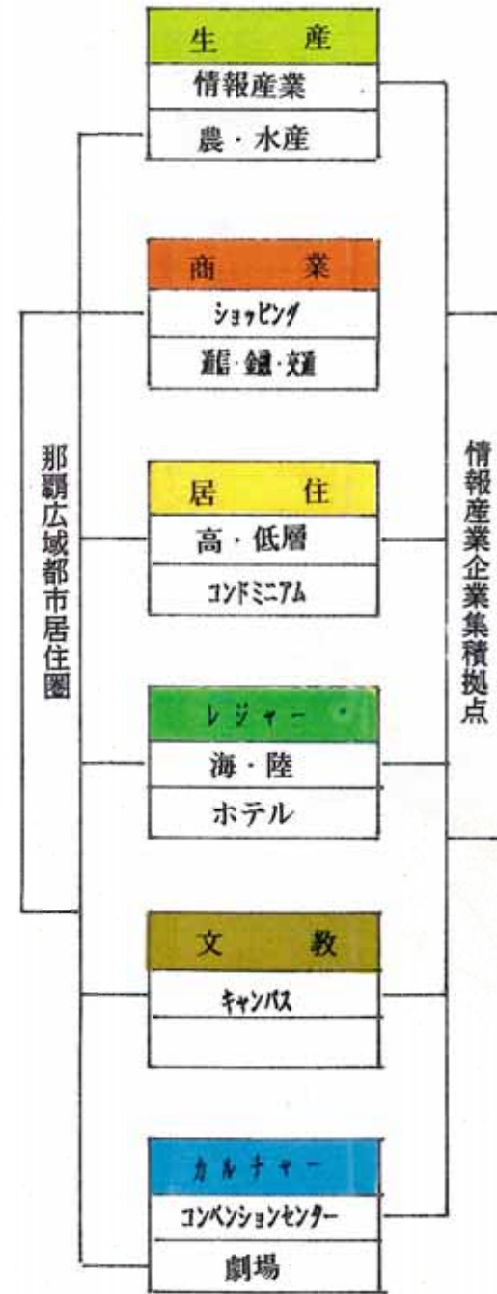 生 産
情報産業
農・水産
商 業
ショッピング
通信・金融・交通
居 住
高・低層
コンドミニアム
レジャー
海・陸
ホテル
文 教
キャンパス
カルチャー
コンベンションセンター
劇場
那覇広域都市居住圏
情報産業企業集積拠点